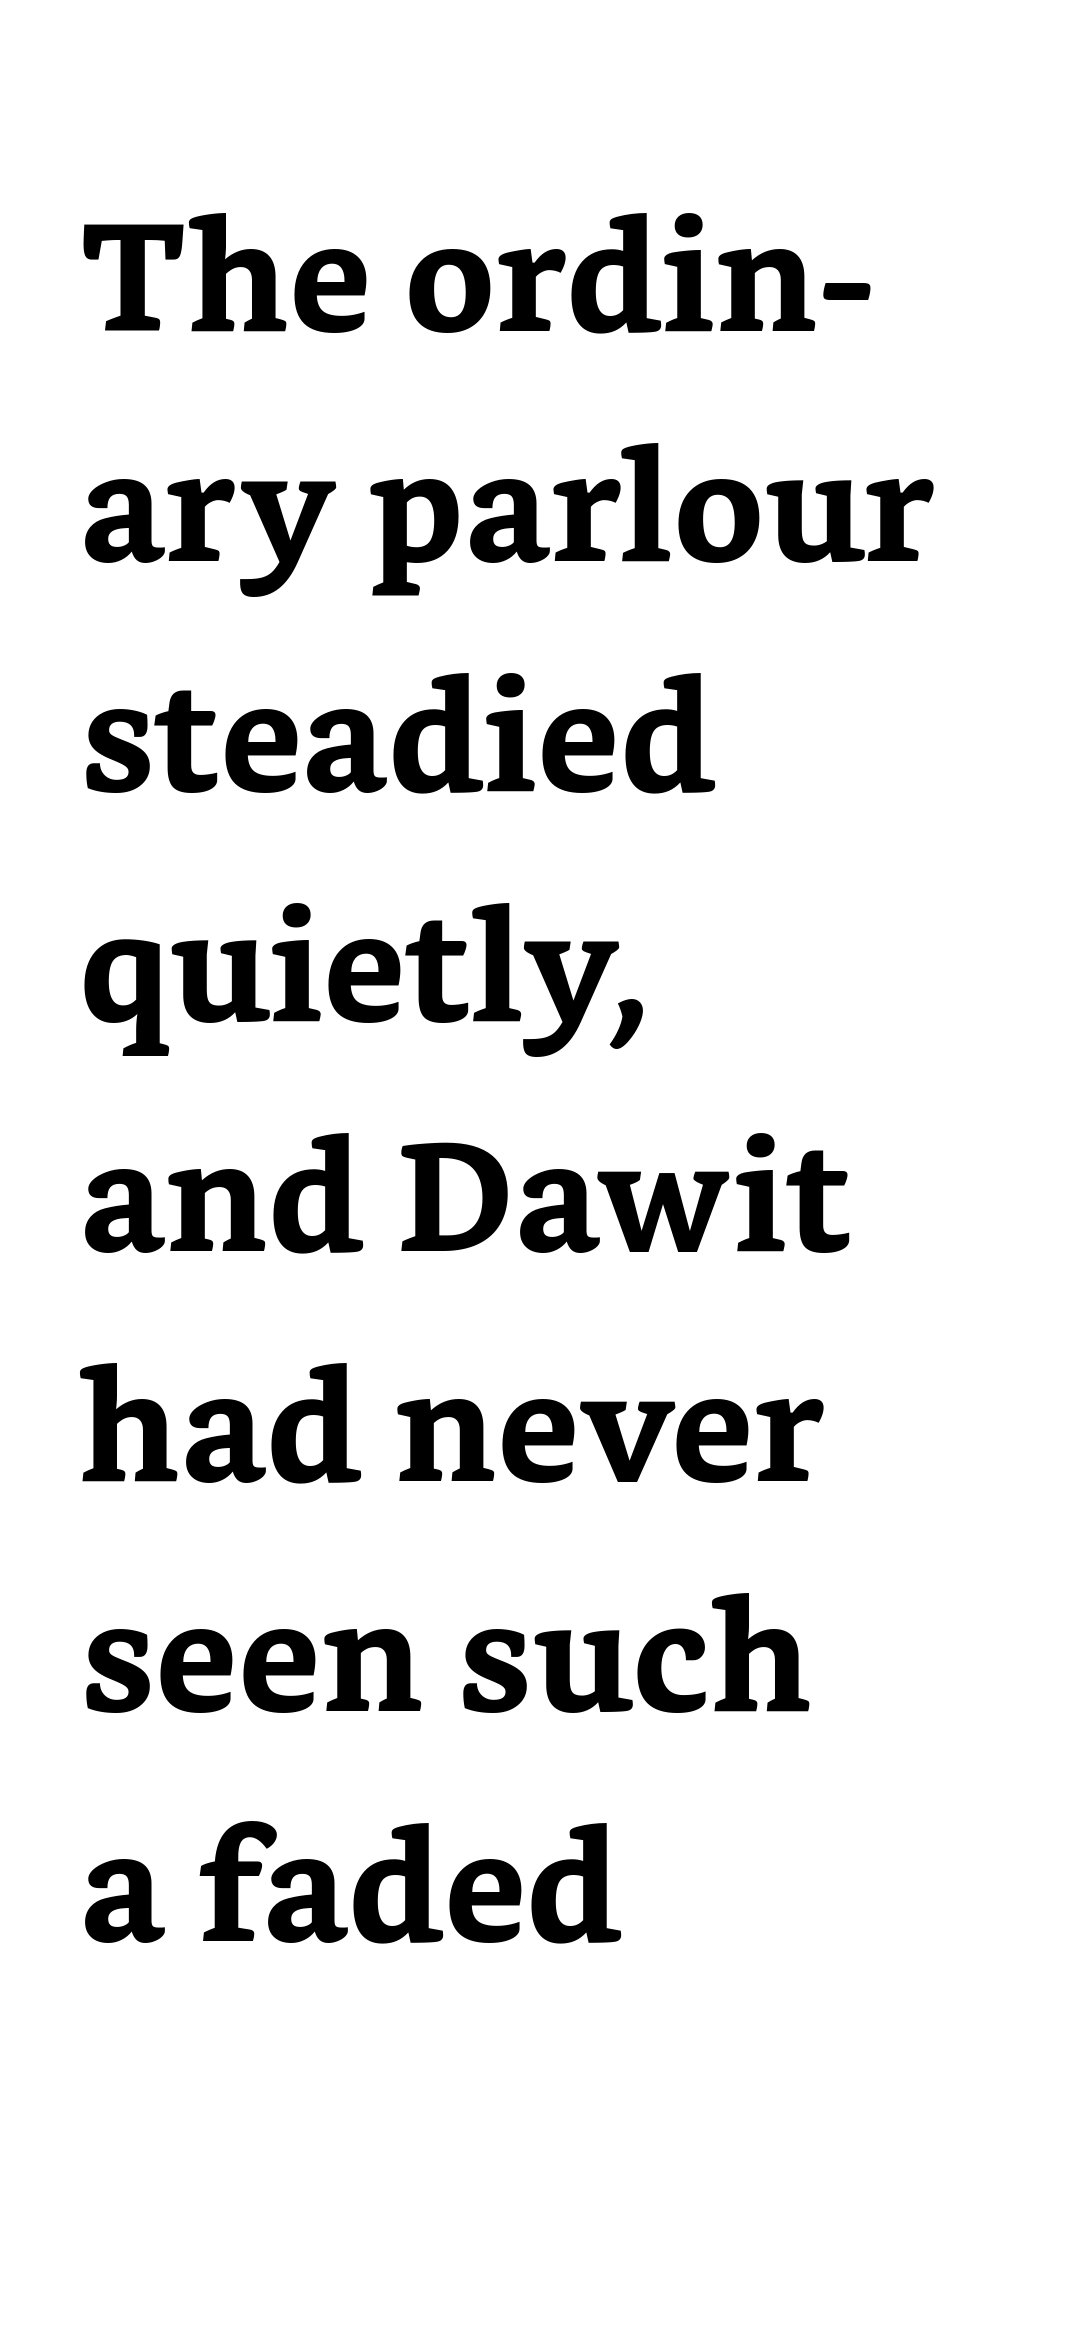 The ordin-
ary parlour
steadied
quietly,
and Dawit
had never
seen such
a faded